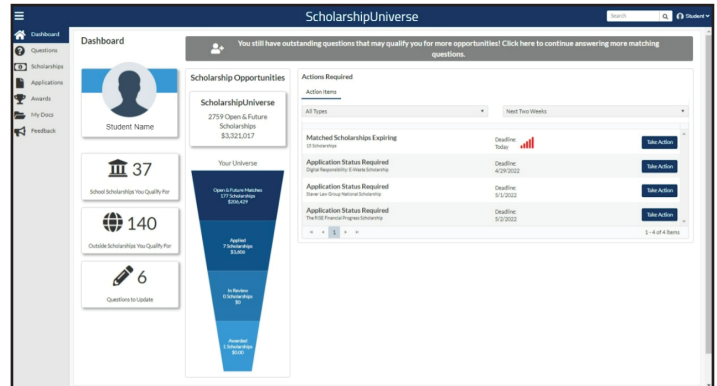 ScholarshipUniverse
Search
Student
Dashboard
Questions
Scholarships
Applications
Awards
My Docs
Feedback
Dashboard
You still have outstanding questions that may qualify you for more opportunities! Click here to continue answering more matching
questions.
Student Name
37
School Scholarships You Qualify For
140
Outside Scholarships You Qualify For
6
Questions to Update
Scholarship Opportunities
ScholarshipUniverse
2759 Open & Future
Scholarships
$3,321,017
Your Universe
Open & Future Matches
177 Scholarships
$206,429
Applied
7 Scholarships
In Review
0 Scholarships
$0
Awarded
1 Scholarships
$0.00
Actions Required
Action Items
All Types
Next Two Weeks
Matched Scholarships Expiring
Scholarships
Deadline:
Today
Take Action
Application Status Required
Digital Responsibility: E-Waste Scholarship
Deadline:
4/29/2022
Take Action
Application Status Required
Law Group National Scholarship
Deadline:
5/1/2022
Take Action
Application Status Required
The RISE Financial Progress Scholarship
Deadline:
5/2/2022
Take Action
1
1 - 4 of 4 items